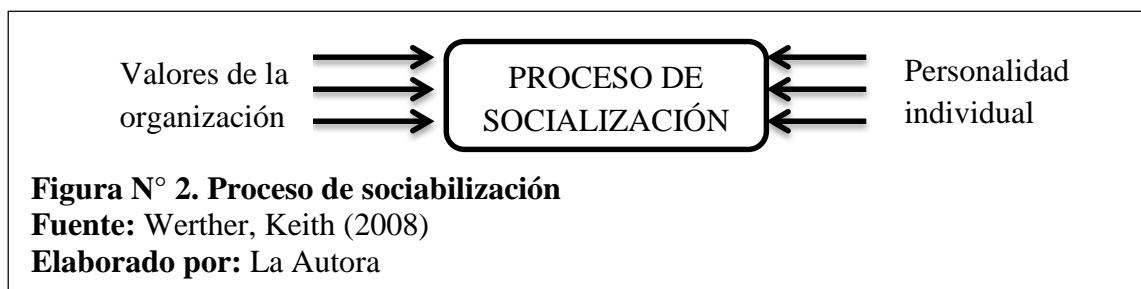 Valores de la
organización
PROCESO DE
SOCIALIZACIÓN
Personalidad
individual
Figura N° 2. Proceso de sociabilización
Fuente: Werther, Keith (2008)
Elaborado por: La Autora